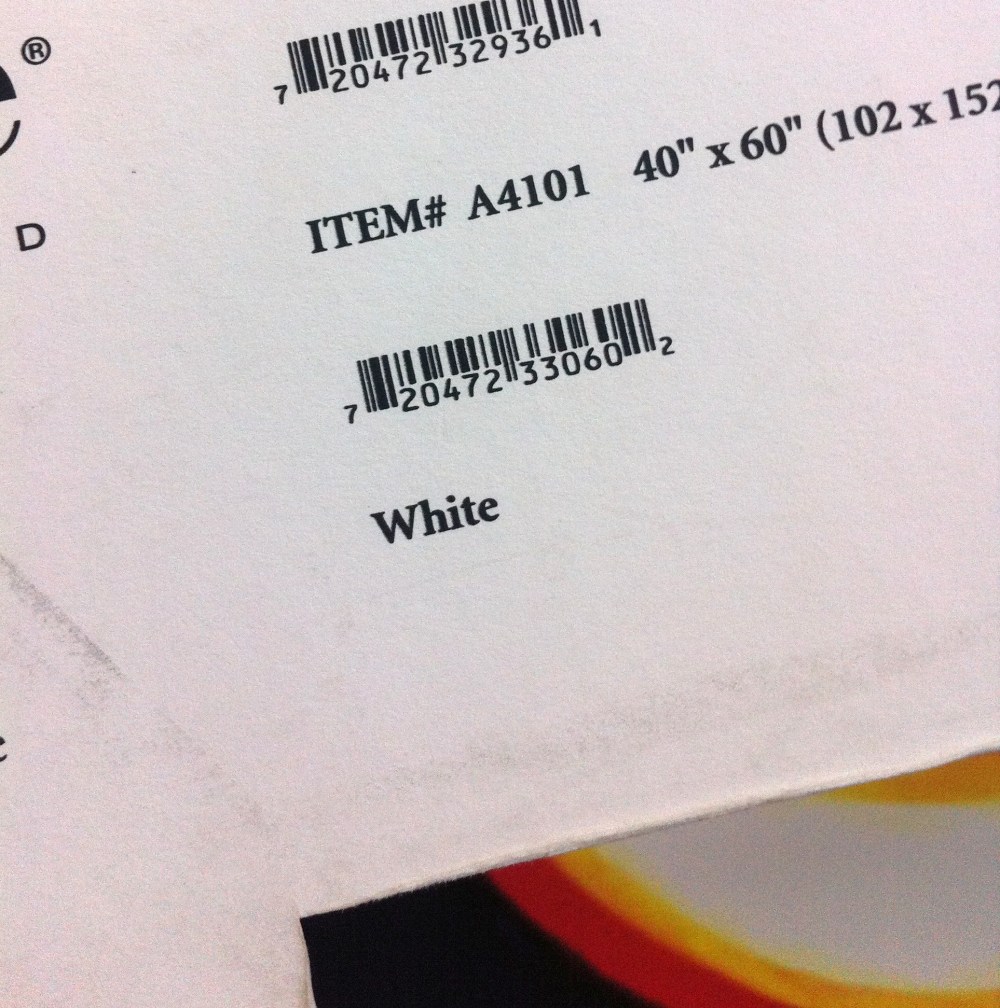 ®
7 20472 32936 1
D
ITEM# A4101 40" x 60" (102 x 152
7 20472 33060 2
White